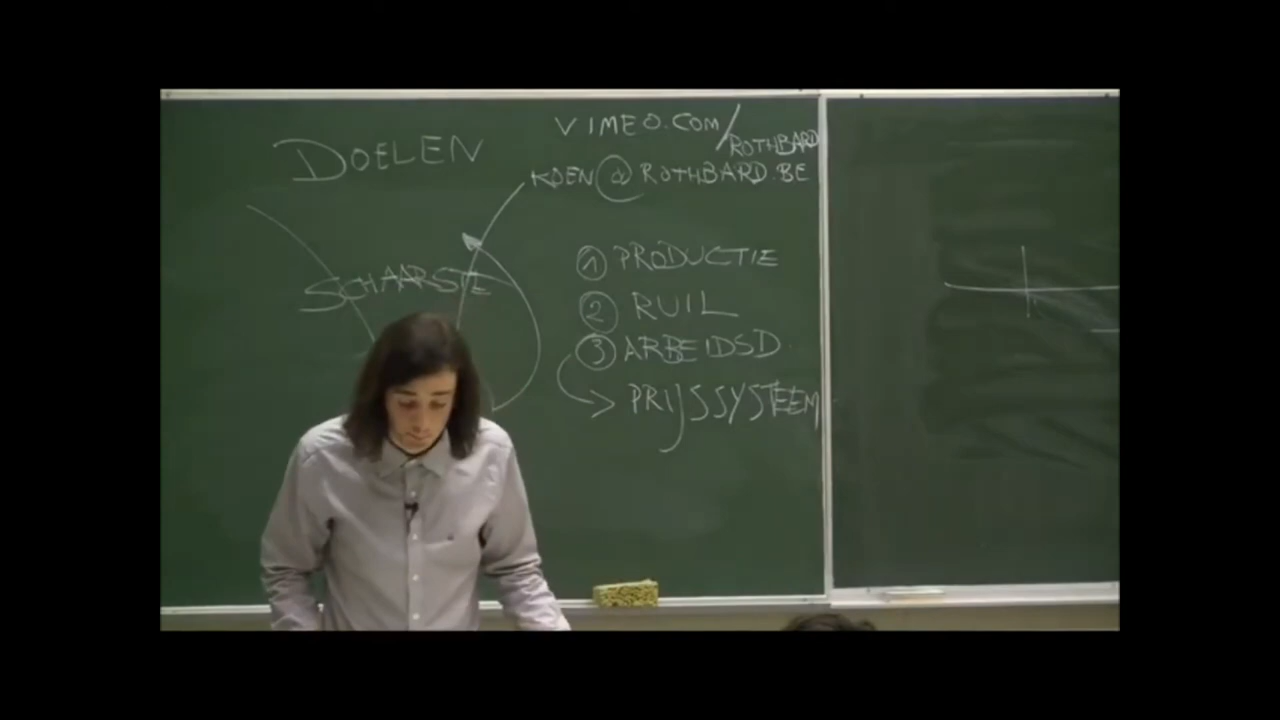 DOELEN
SCHAARSTE
VIMEO.COM/ROTHBARD
KOEN@ROTHBARD.BE
1 PRODUCTIE
2 RUIL
3 ARBEIDSD.
> PRIJSSYSTEEM